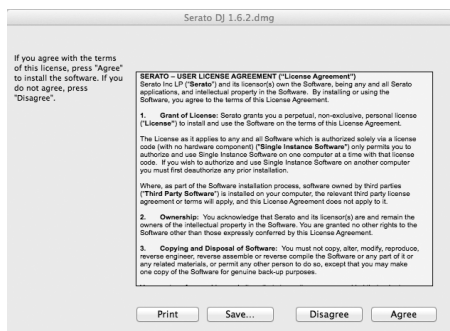 Serato DJ 1.6.2.dmg
If you agree with the terms
of this license, press "Agree"
to install the software. If you
do not agree, press
"Disagree".
SERATO – USER LICENSE AGREEMENT ("License Agreement")
Serato Inc LP ("Serato") and its licensor(s) own the Software, being any and all Serato
applications, and intellectual property in the Software. By installing or using the
Software, you agree to the terms of this License Agreement.
1. Grant of License: Serato grants you a perpetual, non-exclusive, personal license
("License") to install and use the Software on the terms of this License Agreement.
The License as it applies to any and all Software which is authorized solely via a license
code (with no hardware component) ("Single Instance Software") only permits you to
authorize and use Single Instance Software on one computer at a time with that license
code. If you wish to authorize and use Single Instance Software on another computer
you must first deauthorize any prior installation.
Where, as part of the Software installation process, software owned by third parties
("Third Party Software") is installed on your computer, the relevant third party license
agreement or terms will apply, and this License Agreement does not apply to it.
2. Ownership: You acknowledge that Serato and its licensor(s) are and remain the
owners of the intellectual property in the Software. You are granted no other rights to the
Software other than those expressly conferred by this License Agreement.
3. Copying and Disposal of Software: You must not copy, alter, modify, reproduce,
reverse engineer, reverse assemble or reverse compile the Software or any part of it or
any related materials, or permit any other person to do so, except that you may make
one copy of the Software for genuine back-up purposes.
Print Save... Disagree Agree